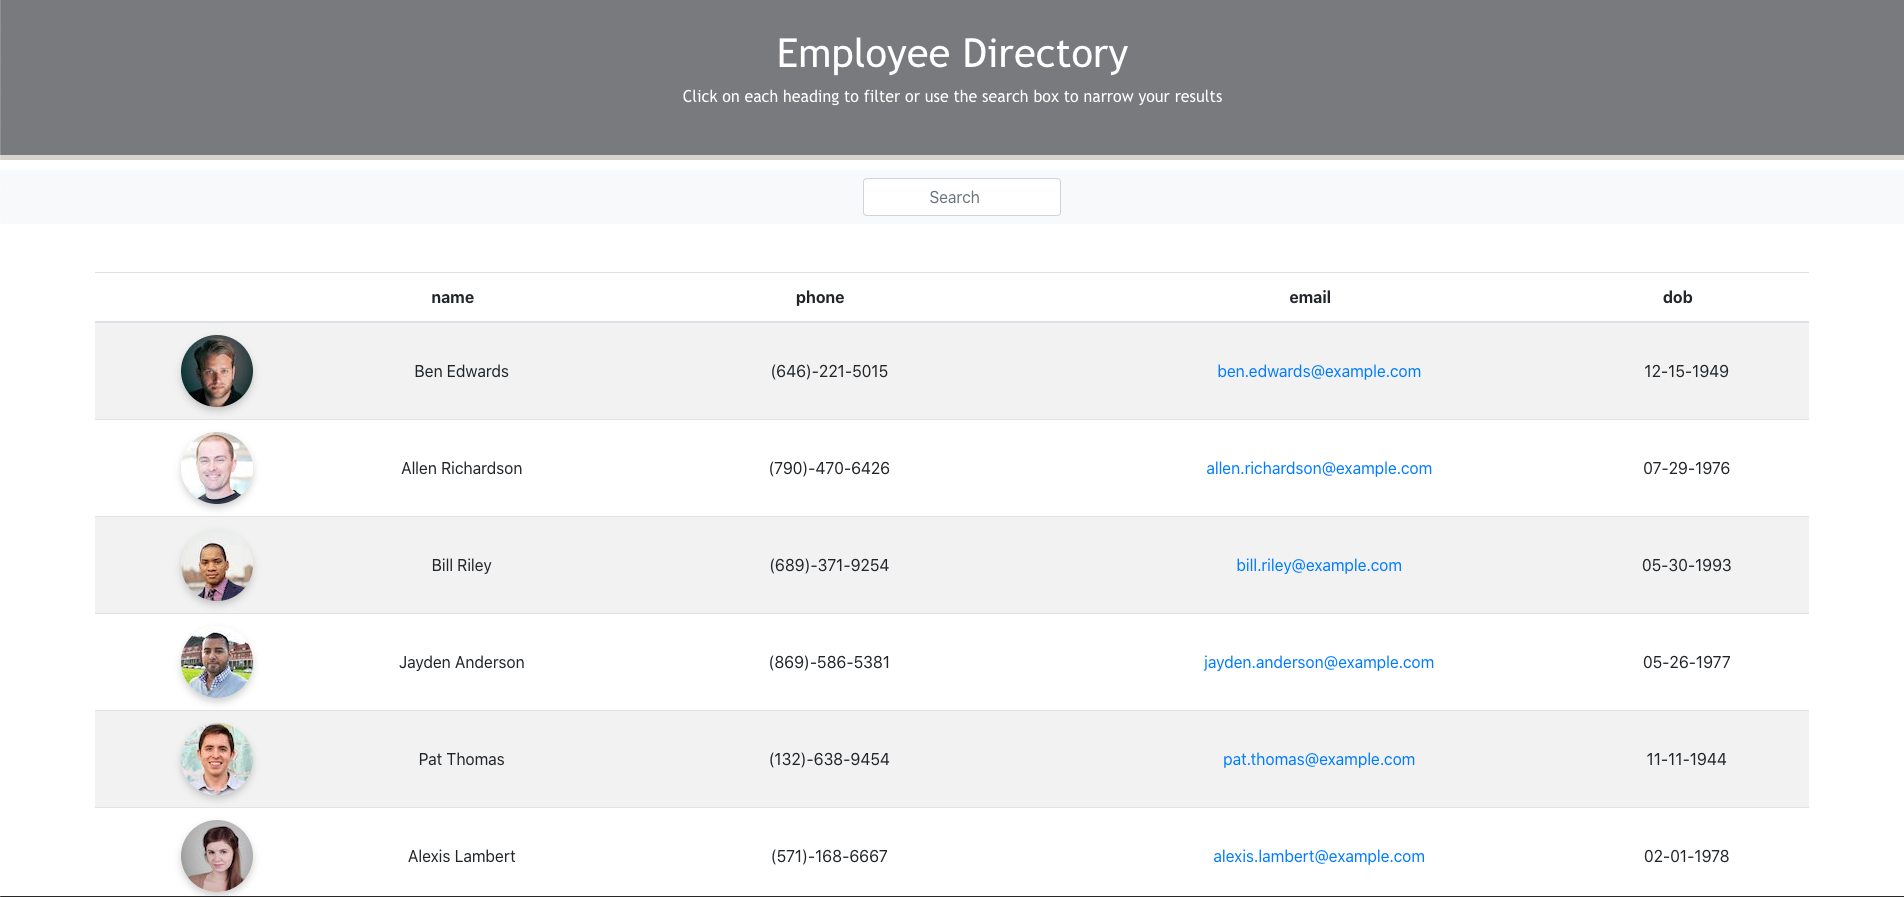 Employee Directory
Click on each heading to filter or use the search box to narrow your results
Search
name phone email dob
Ben Edwards (646)-221-5015 ben.edwards@example.com 12-15-1949
Allen Richardson (790)-470-6426 allen.richardson@example.com 07-29-1976
Bill Riley (689)-371-9254 bill.riley@example.com 05-30-1993
Jayden Anderson (869)-586-5381 jayden.anderson@example.com 05-26-1977
Pat Thomas (132)-638-9454 pat.thomas@example.com 11-11-1944
Alexis Lambert (571)-168-6667 alexis.lambert@example.com 02-01-1978